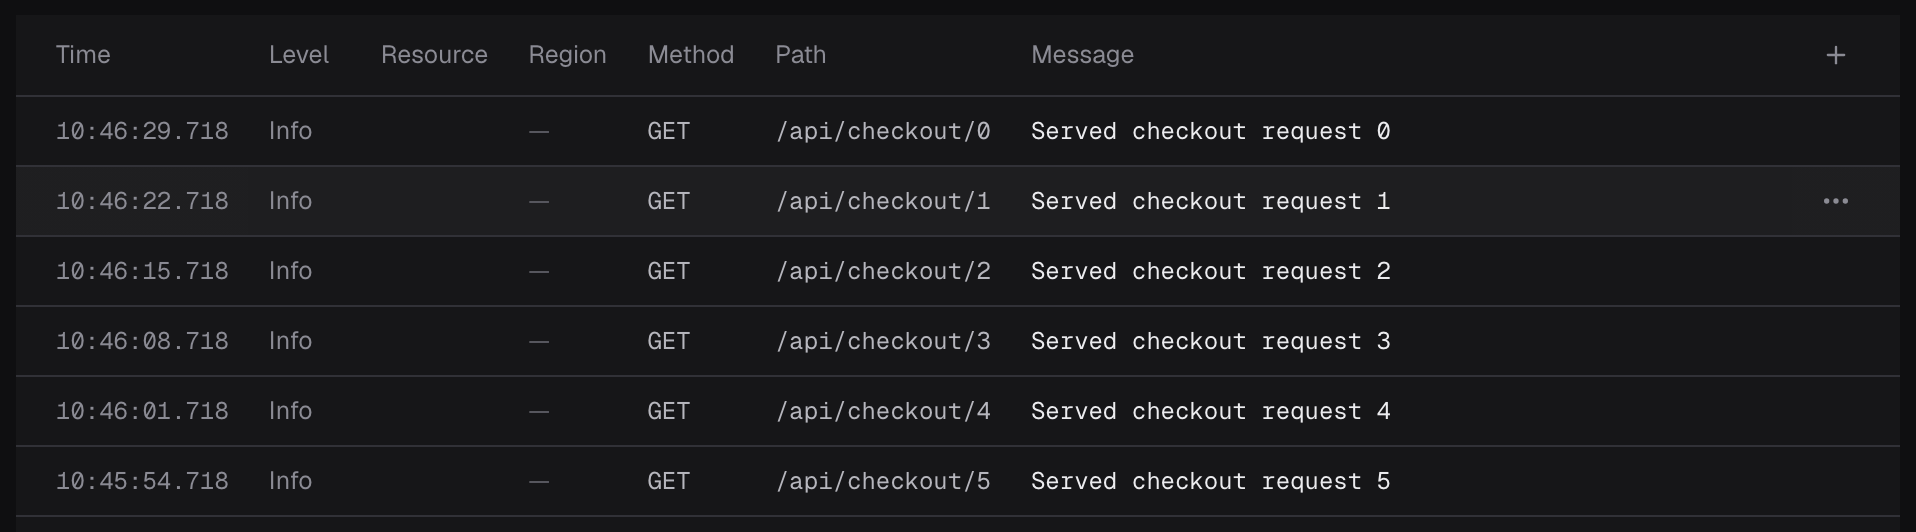 Time Level Resource Region Method Path Message +
10:46:29.718 Info — GET /api/checkout/0 Served checkout request 0
10:46:22.718 Info — GET /api/checkout/1 Served checkout request 1 •••
10:46:15.718 Info — GET /api/checkout/2 Served checkout request 2
10:46:08.718 Info — GET /api/checkout/3 Served checkout request 3
10:46:01.718 Info — GET /api/checkout/4 Served checkout request 4
10:45:54.718 Info — GET /api/checkout/5 Served checkout request 5